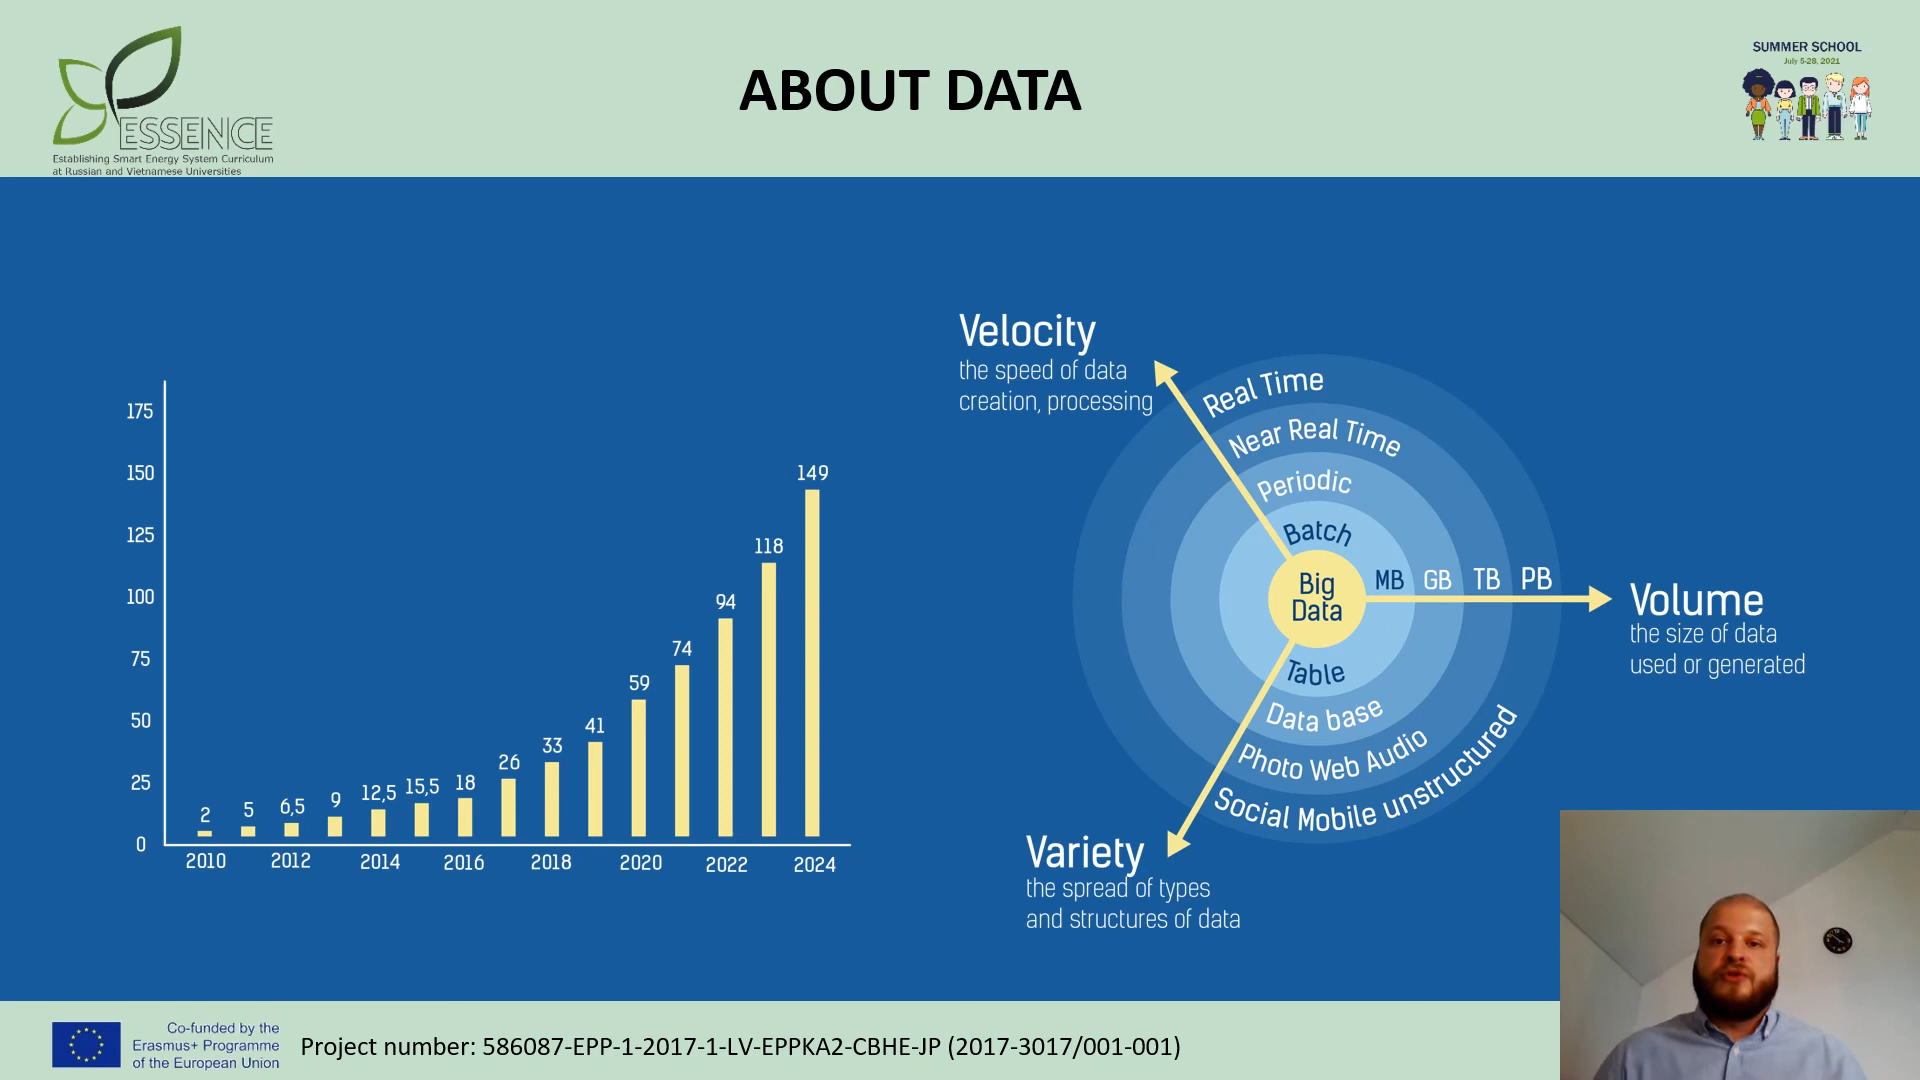 ESSENCE
Establishing Smart Energy System Curriculum
at Russian and Vietnamese Universities
ABOUT DATA
SUMMER SCHOOL
July 5-28, 2021
175
150
125
100
75
50
25
0
2
5
6,5
9
12,5
15,5
18
26
33
41
59
74
94
118
149
2010
2012
2014
2016
2018
2020
2022
2024
Velocity
the speed of data
creation, processing
Real Time
Near Real Time
Periodic
Batch
Big
Data
MB GB TB PB
Volume
the size of data
used or generated
Table
Data base
Photo Web Audio
Social Mobile unstructured
Variety
the spread of types
and structures of data
Co-funded by the
Erasmus+ Programme
of the European Union
Project number: 586087-EPP-1-2017-1-LV-EPPKA2-CBHE-JP (2017-3017/001-001)